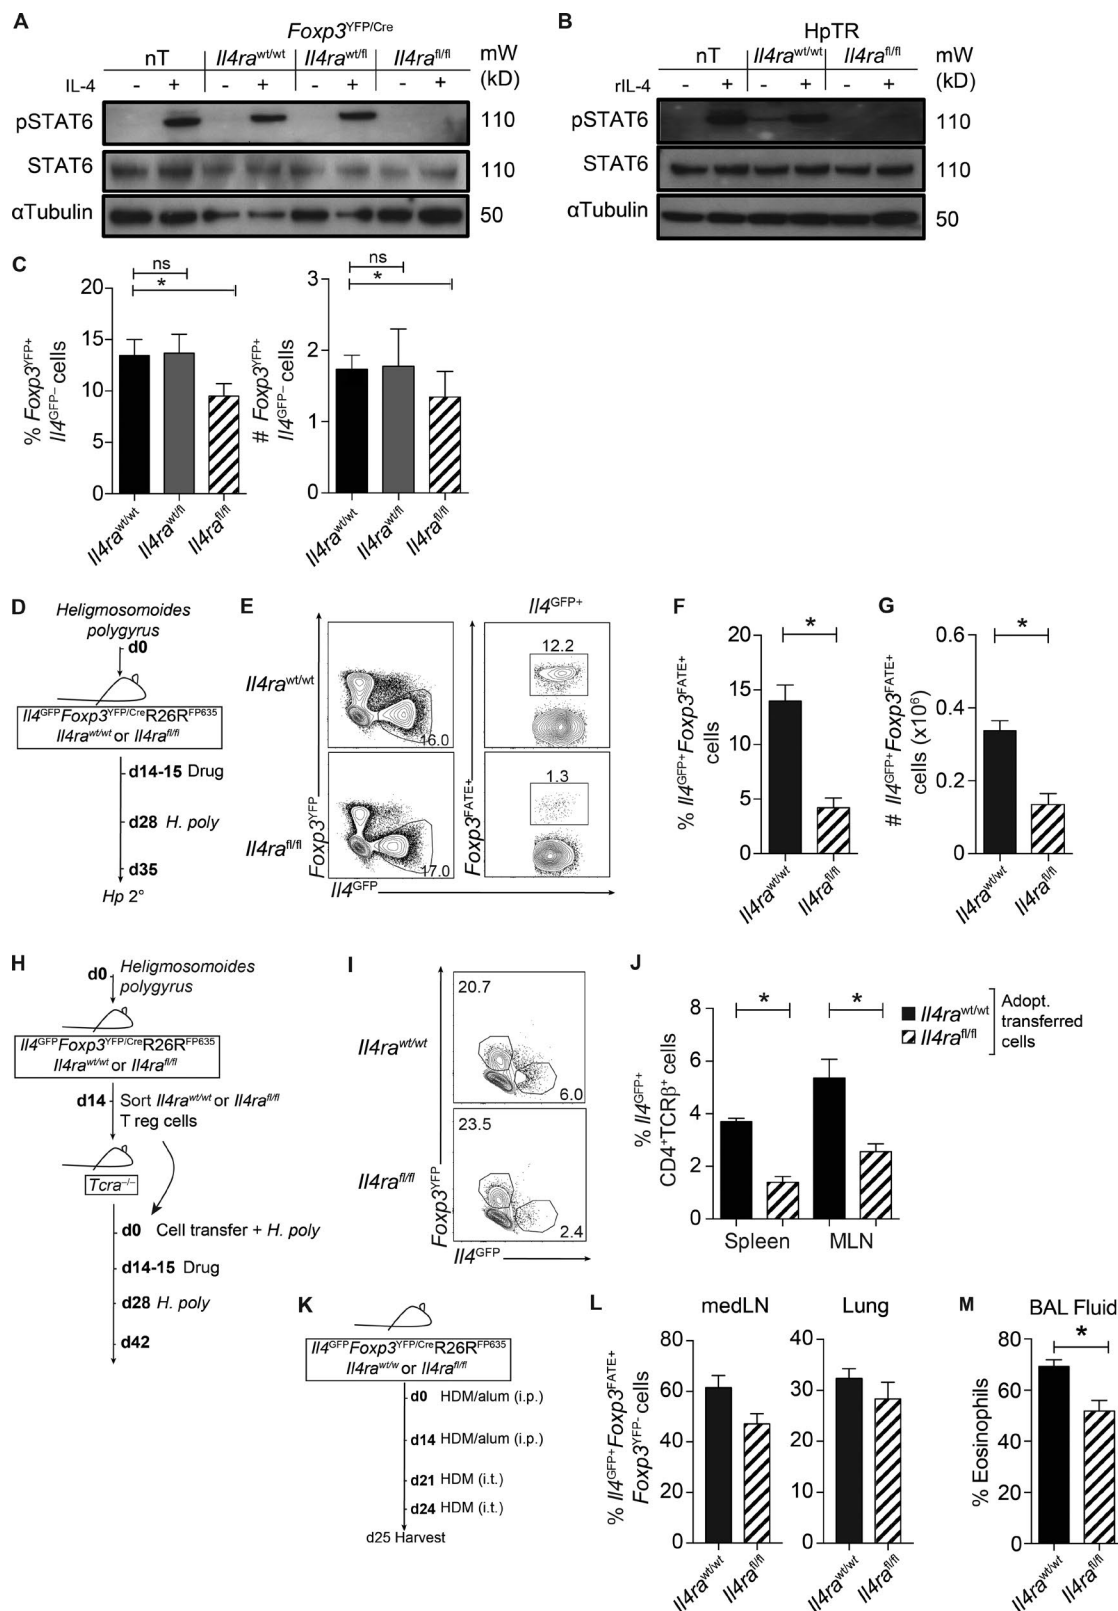 A
Foxp3YFP/Cre
nT Il4rawt/wt Il4rawt/fl Il4rafl/fl mW (kD)
IL-4 - + - + - + - +
pSTAT6 110
STAT6 110
αTubulin 50
B
HpTR
nT Il4rawt/wt Il4rafl/fl mW (kD)
rIL-4 - + - + - +
pSTAT6 110
STAT6 110
αTubulin 50
C
ns
*
20
15
10
5
0
% Foxp3YFP+
Il4GFP– cells
Il4rawt/wt
Il4rawt/fl
Il4rafl/fl
ns
*
3
2
1
0
# Foxp3YFP+
Il4GFP– cells
Il4rawt/wt
Il4rawt/fl
Il4rafl/fl
D
Heligmosomoides
polygyrus
d0
Il4GFPFoxp3YFP/CreR26RFP635
Il4rawt/wt or Il4rafl/fl
d14-15 Drug
d28 H. poly
d35
Hp 2°
E
Il4GFP+
Il4rawt/wt
16.0
12.2
Il4rafl/fl
17.0
1.3
Foxp3YFP
Foxp3FATE+
Il4GFP
F
*
20
15
10
5
0
% Il4GFP+Foxp3FATE+
cells
Il4rawt/wt
Il4rafl/fl
G
*
0.6
0.4
0.2
0
# Il4GFP+Foxp3FATE+
cells (x10⁶)
Il4rawt/wt
Il4rafl/fl
H
d0 Heligmosomoides
polygyrus
Il4GFPFoxp3YFP/CreR26RFP635
Il4rawt/wt or Il4rafl/fl
d14 Sort Il4rawt/wt or Il4rafl/fl
T reg cells
Tcra–/–
d0 Cell transfer + H. poly
d14-15 Drug
d28 H. poly
d42
I
Il4rawt/wt
20.7
6.0
Il4rafl/fl
23.5
2.4
Foxp3YFP
Il4GFP
J
* *
8
6
4
2
0
% Il4GFP+
CD4+TCRβ+ cells
Spleen MLN
Il4rawt/wt
Il4rafl/fl
Adopt.
transferred
cells
K
Il4GFPFoxp3YFP/CreR26RFP635
Il4rawt/w or Il4rafl/fl
d0 HDM/alum (i.p.)
d14 HDM/alum (i.p.)
d21 HDM (i.t.)
d24 HDM (i.t.)
d25 Harvest
L
medLN
80
60
40
20
0
% Il4GFP+Foxp3FATE+
Foxp3YFP- cells
Il4rawt/wt
Il4rafl/fl
Lung
40
30
20
10
0
Il4rawt/wt
Il4rafl/fl
M
BAL Fluid
*
80
60
40
20
0
% Eosinophils
Il4rawt/wt
Il4rafl/fl